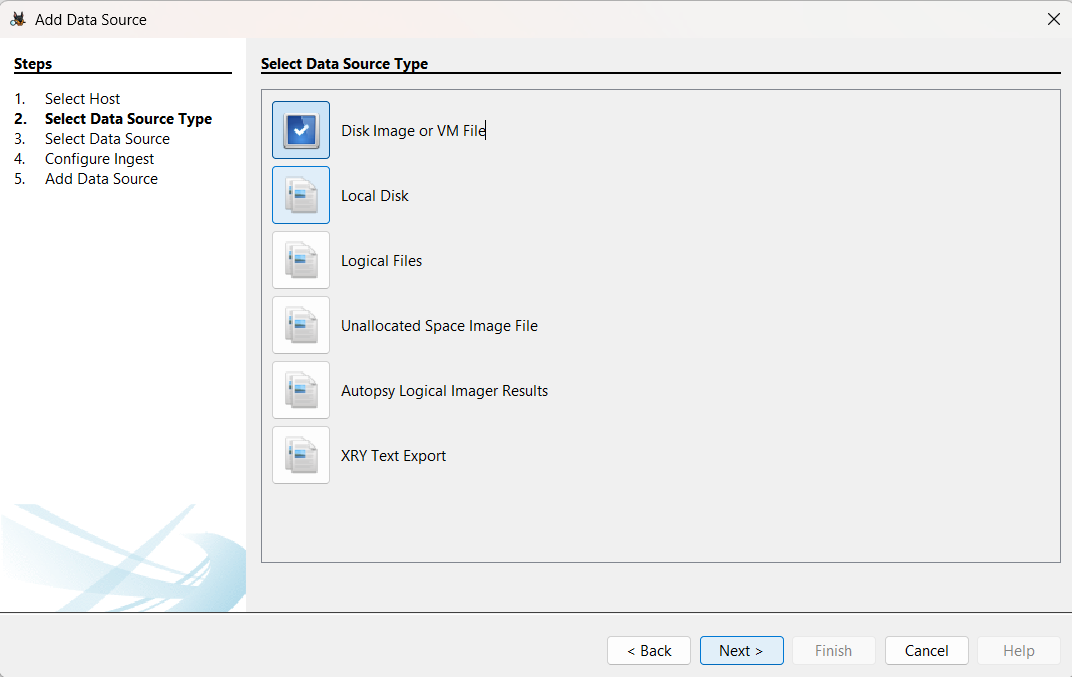 Add Data Source
Steps
1. Select Host
2. Select Data Source Type
3. Select Data Source
4. Configure Ingest
5. Add Data Source
Select Data Source Type
Disk Image or VM File
Local Disk
Logical Files
Unallocated Space Image File
Autopsy Logical Imager Results
XRY Text Export
< Back
Next >
Finish
Cancel
Help